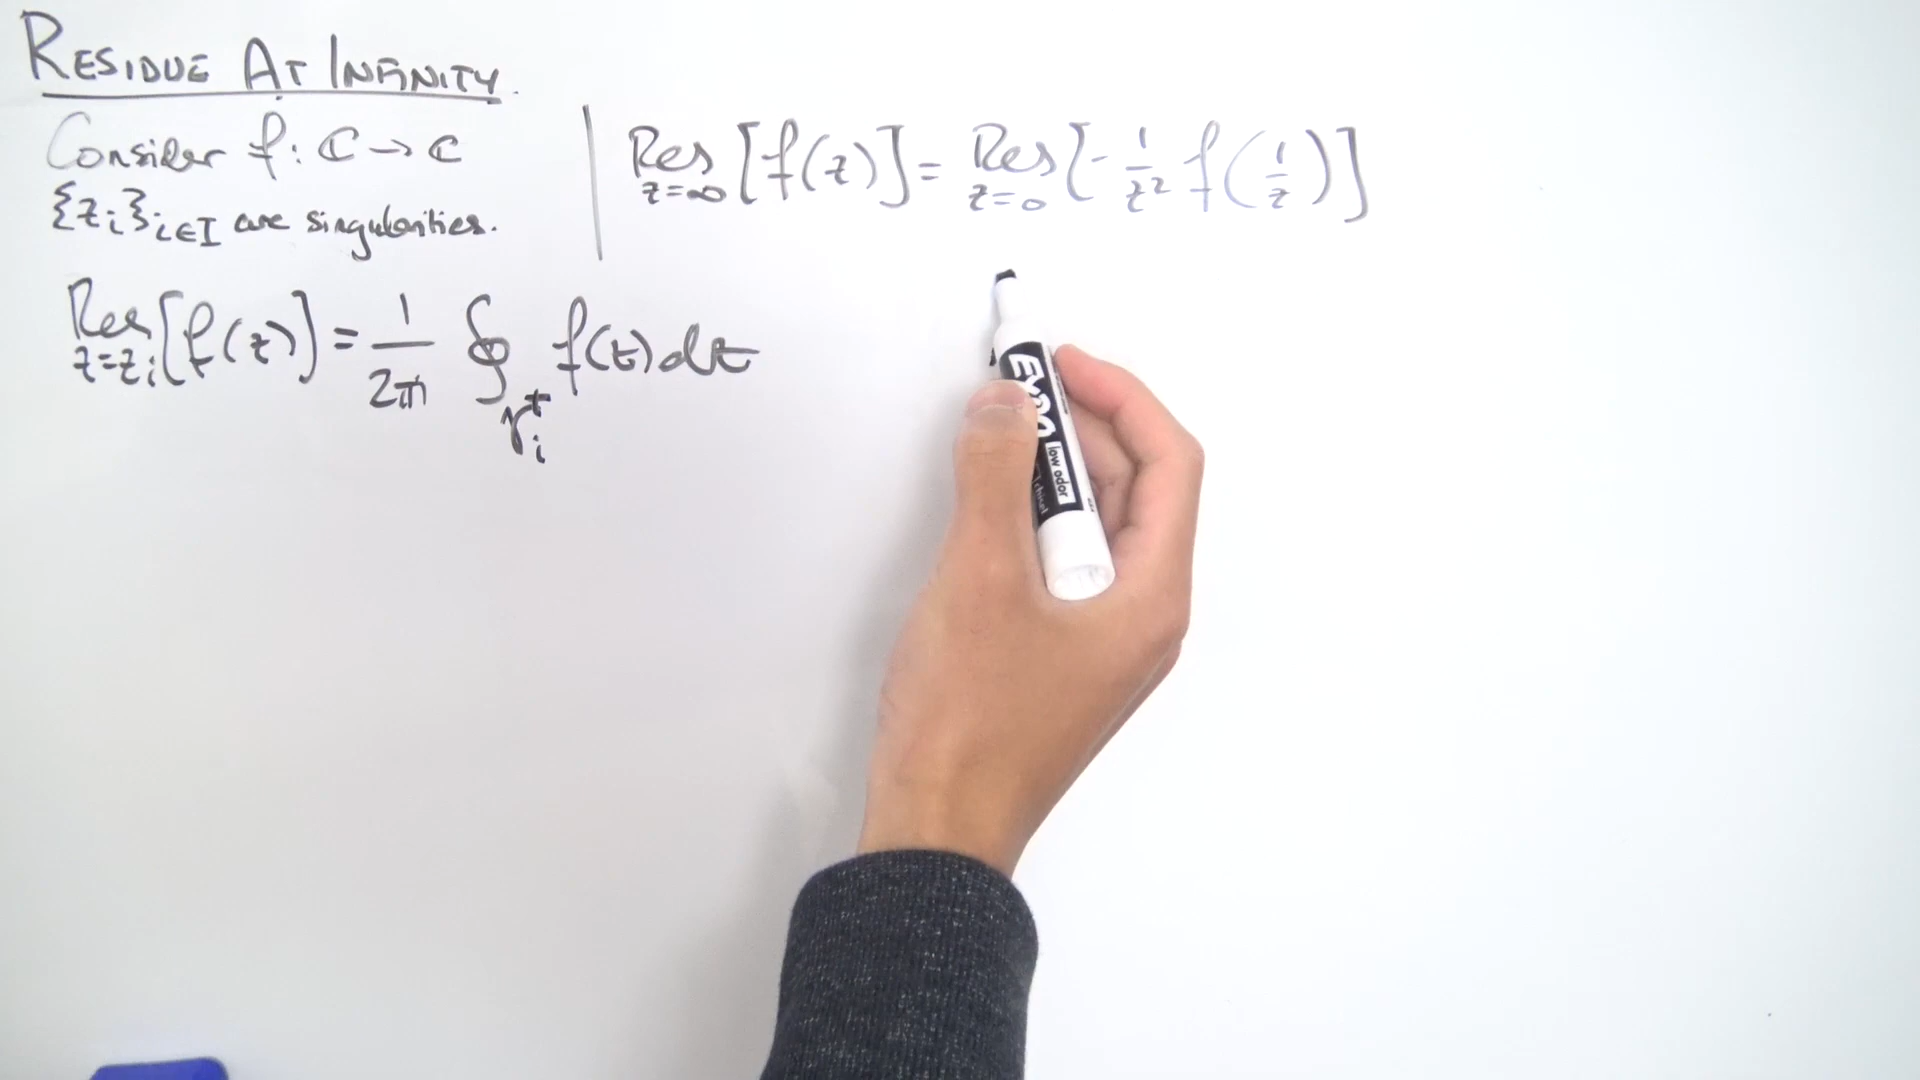 RESIDUE AT INFINITY.
Consider f: ℂ → ℂ
{z_i}_{i∈I} are singularities.
Res_{z=z_i} [f(z)] = 1/(2πi) ∮_{γ_i^+} f(t)dt
Res_{z=∞} [f(z)] = Res_{z=0} [- 1/z² f(1/z)]
EXPO
low odor
chisel